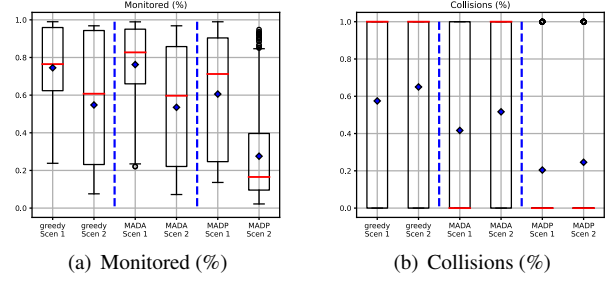 Monitored (%)
1.0
0.8
0.6
0.4
0.2
0.0
greedy
Scen 1
greedy
Scen 2
MADA
Scen 1
MADA
Scen 2
MADP
Scen 1
MADP
Scen 2
(a) Monitored (%)
Collisions (%)
1.0
0.8
0.6
0.4
0.2
0.0
greedy
Scen 1
greedy
Scen 2
MADA
Scen 1
MADA
Scen 2
MADP
Scen 1
MADP
Scen 2
(b) Collisions (%)